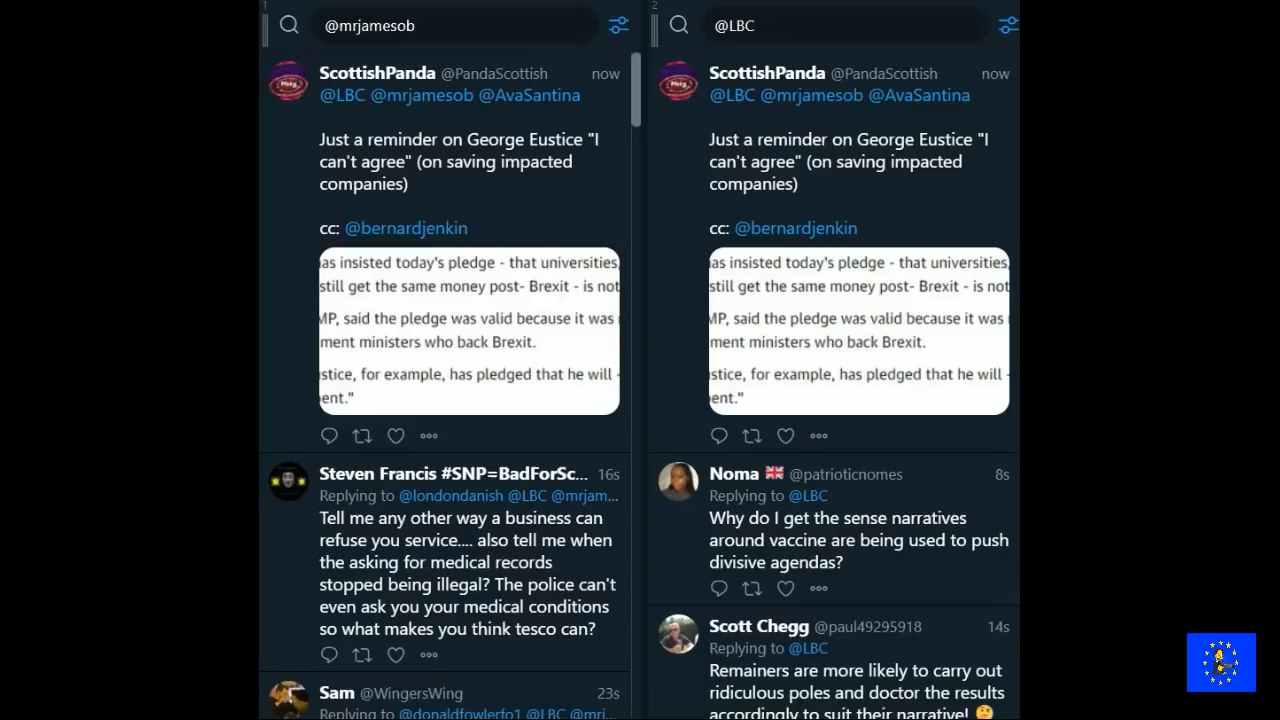 1
@mrjamesob
ScottishPanda @PandaScottish now
@LBC @mrjamesob @AvaSantina
Just a reminder on George Eustice "I
can't agree" (on saving impacted
companies)
cc: @bernardjenkin
as insisted today's pledge - that universities,
still get the same money post- Brexit - is not
MP, said the pledge was valid because it was
ment ministers who back Brexit.
stice, for example, has pledged that he will -
ent."
Steven Francis #SNP=BadForSc... 16s
Replying to @londondanish @LBC @mrjam...
Tell me any other way a business can
refuse you service.... also tell me when
the asking for medical records
stopped being illegal? The police can't
even ask you your medical conditions
so what makes you think tesco can?
Sam @WingersWing 23s
Replying to @donaldfowlerfo1 @LBC @mri...
2
@LBC
ScottishPanda @PandaScottish now
@LBC @mrjamesob @AvaSantina
Just a reminder on George Eustice "I
can't agree" (on saving impacted
companies)
cc: @bernardjenkin
as insisted today's pledge - that universities,
still get the same money post- Brexit - is not
MP, said the pledge was valid because it was
ment ministers who back Brexit.
stice, for example, has pledged that he will -
ent."
Noma 🇬🇧 @patrioticnomes 8s
Replying to @LBC
Why do I get the sense narratives
around vaccine are being used to push
divisive agendas?
Scott Chegg @paul49295918 14s
Replying to @LBC
Remainers are more likely to carry out
ridiculous poles and doctor the results
accordingly to suit their narrative! 🤔